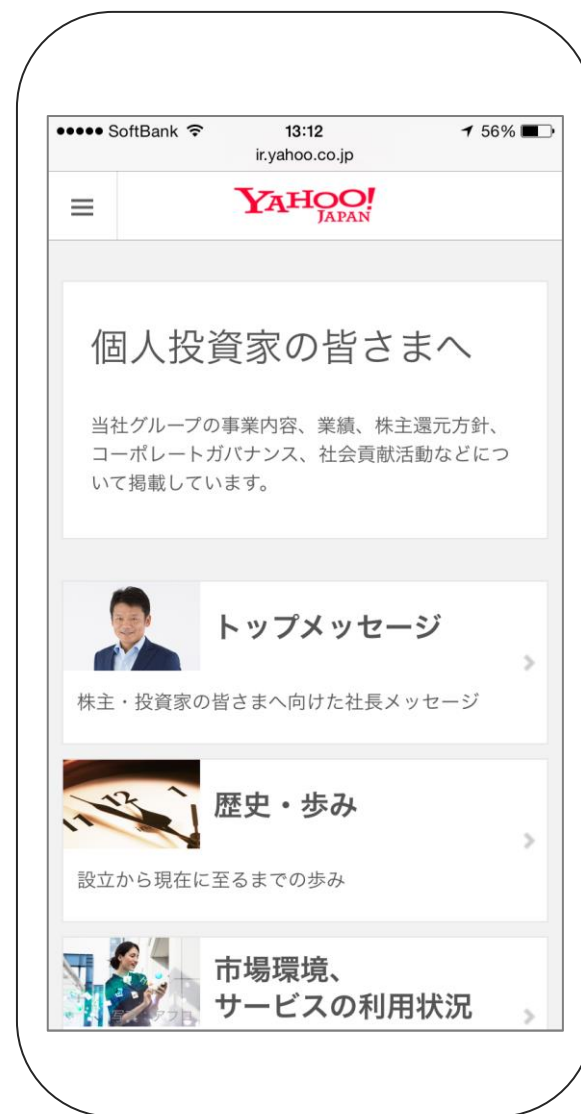 ●●●●● SoftBank 13:12 56%
ir.yahoo.co.jp
YAHOO!
JAPAN
個人投資家の皆さまへ
当社グループの事業内容、業績、株主還元方針、
コーポレートガバナンス、社会貢献活動などにつ
いて掲載しています。
トップメッセージ
株主・投資家の皆さまへ向けた社長メッセージ
11 12 1
歴史・歩み
設立から現在に至るまでの歩み
市場環境、
サービスの利用状況